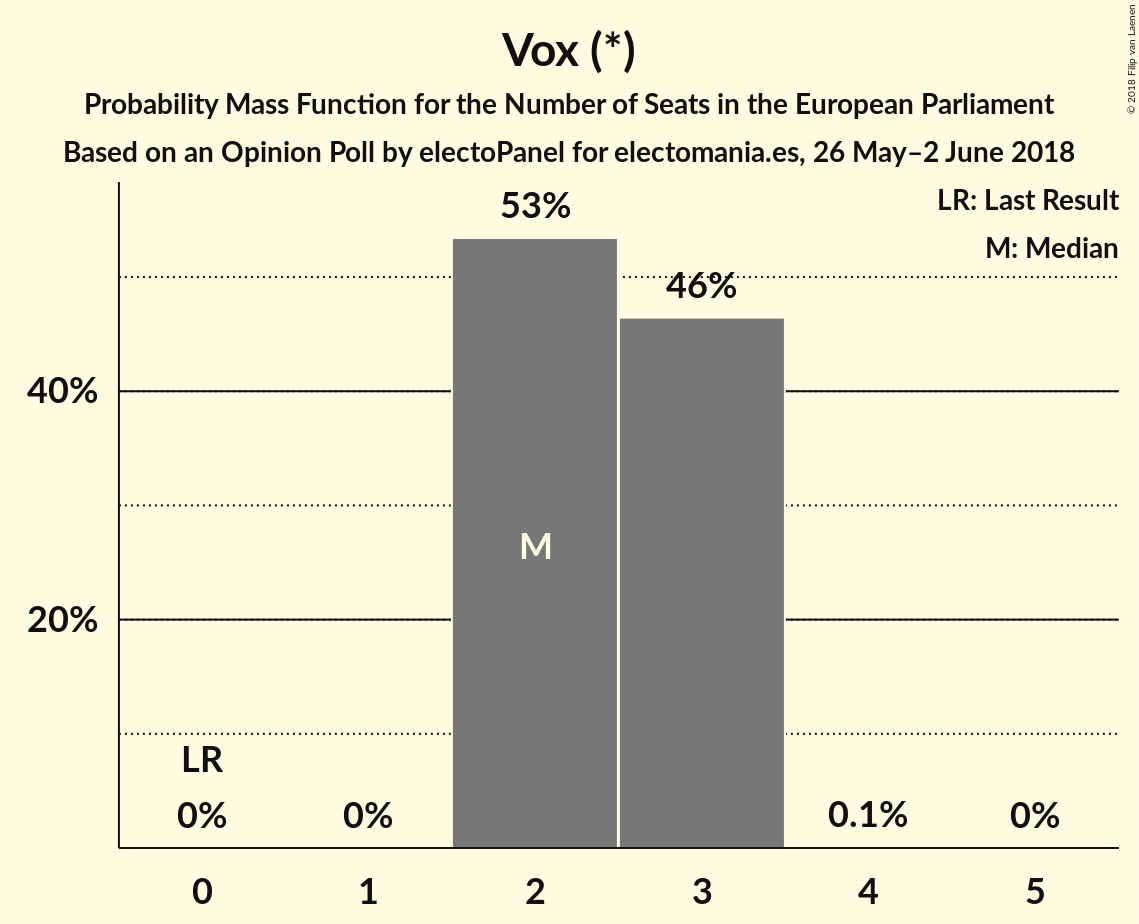 Vox (*)
Probability Mass Function for the Number of Seats in the European Parliament
Based on an Opinion Poll by electoPanel for electomania.es, 26 May–2 June 2018
© 2018 Filip van Laenen
LR: Last Result
M: Median
53%
46%
40%
M
20%
LR
0%
0%
0.1%
0%
0
1
2
3
4
5